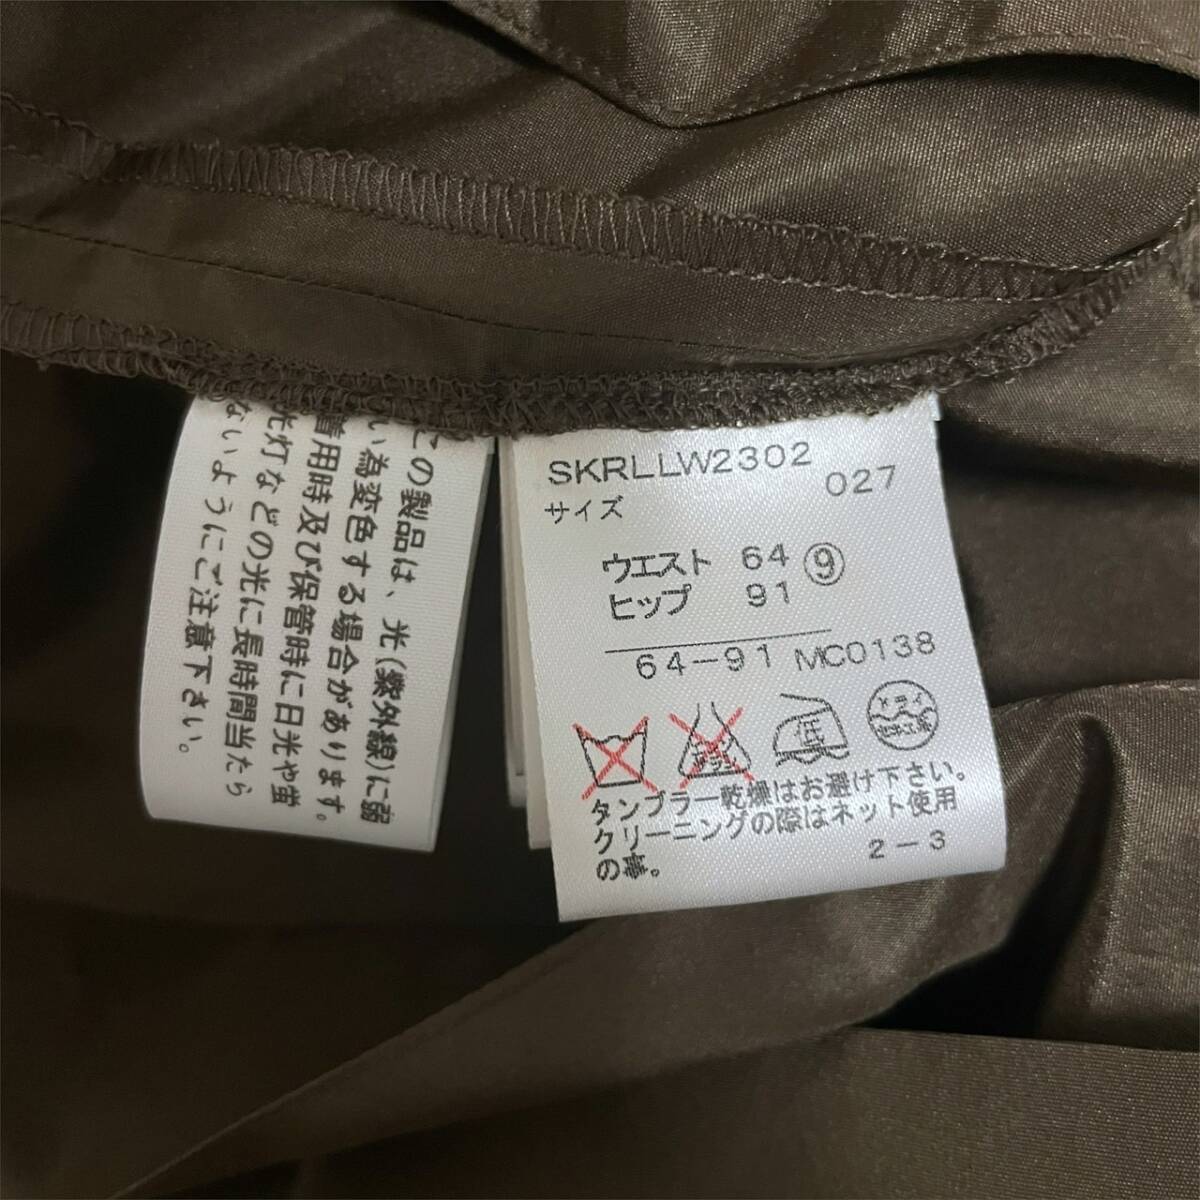 この製品は、光(紫外線)に弱
い為変色する場合があります。
着用時及び保管時に日光や蛍
光灯などの光に長時間当たら
ないようにご注意下さい。
SKRLLW2302
027
サイズ
ウエスト 64 ⑨
ヒップ 91
64-91 MC0138
低
ドライ
タンブラー乾燥はお避け下さい。
クリーニングの際はネット使用
の事。
2-3